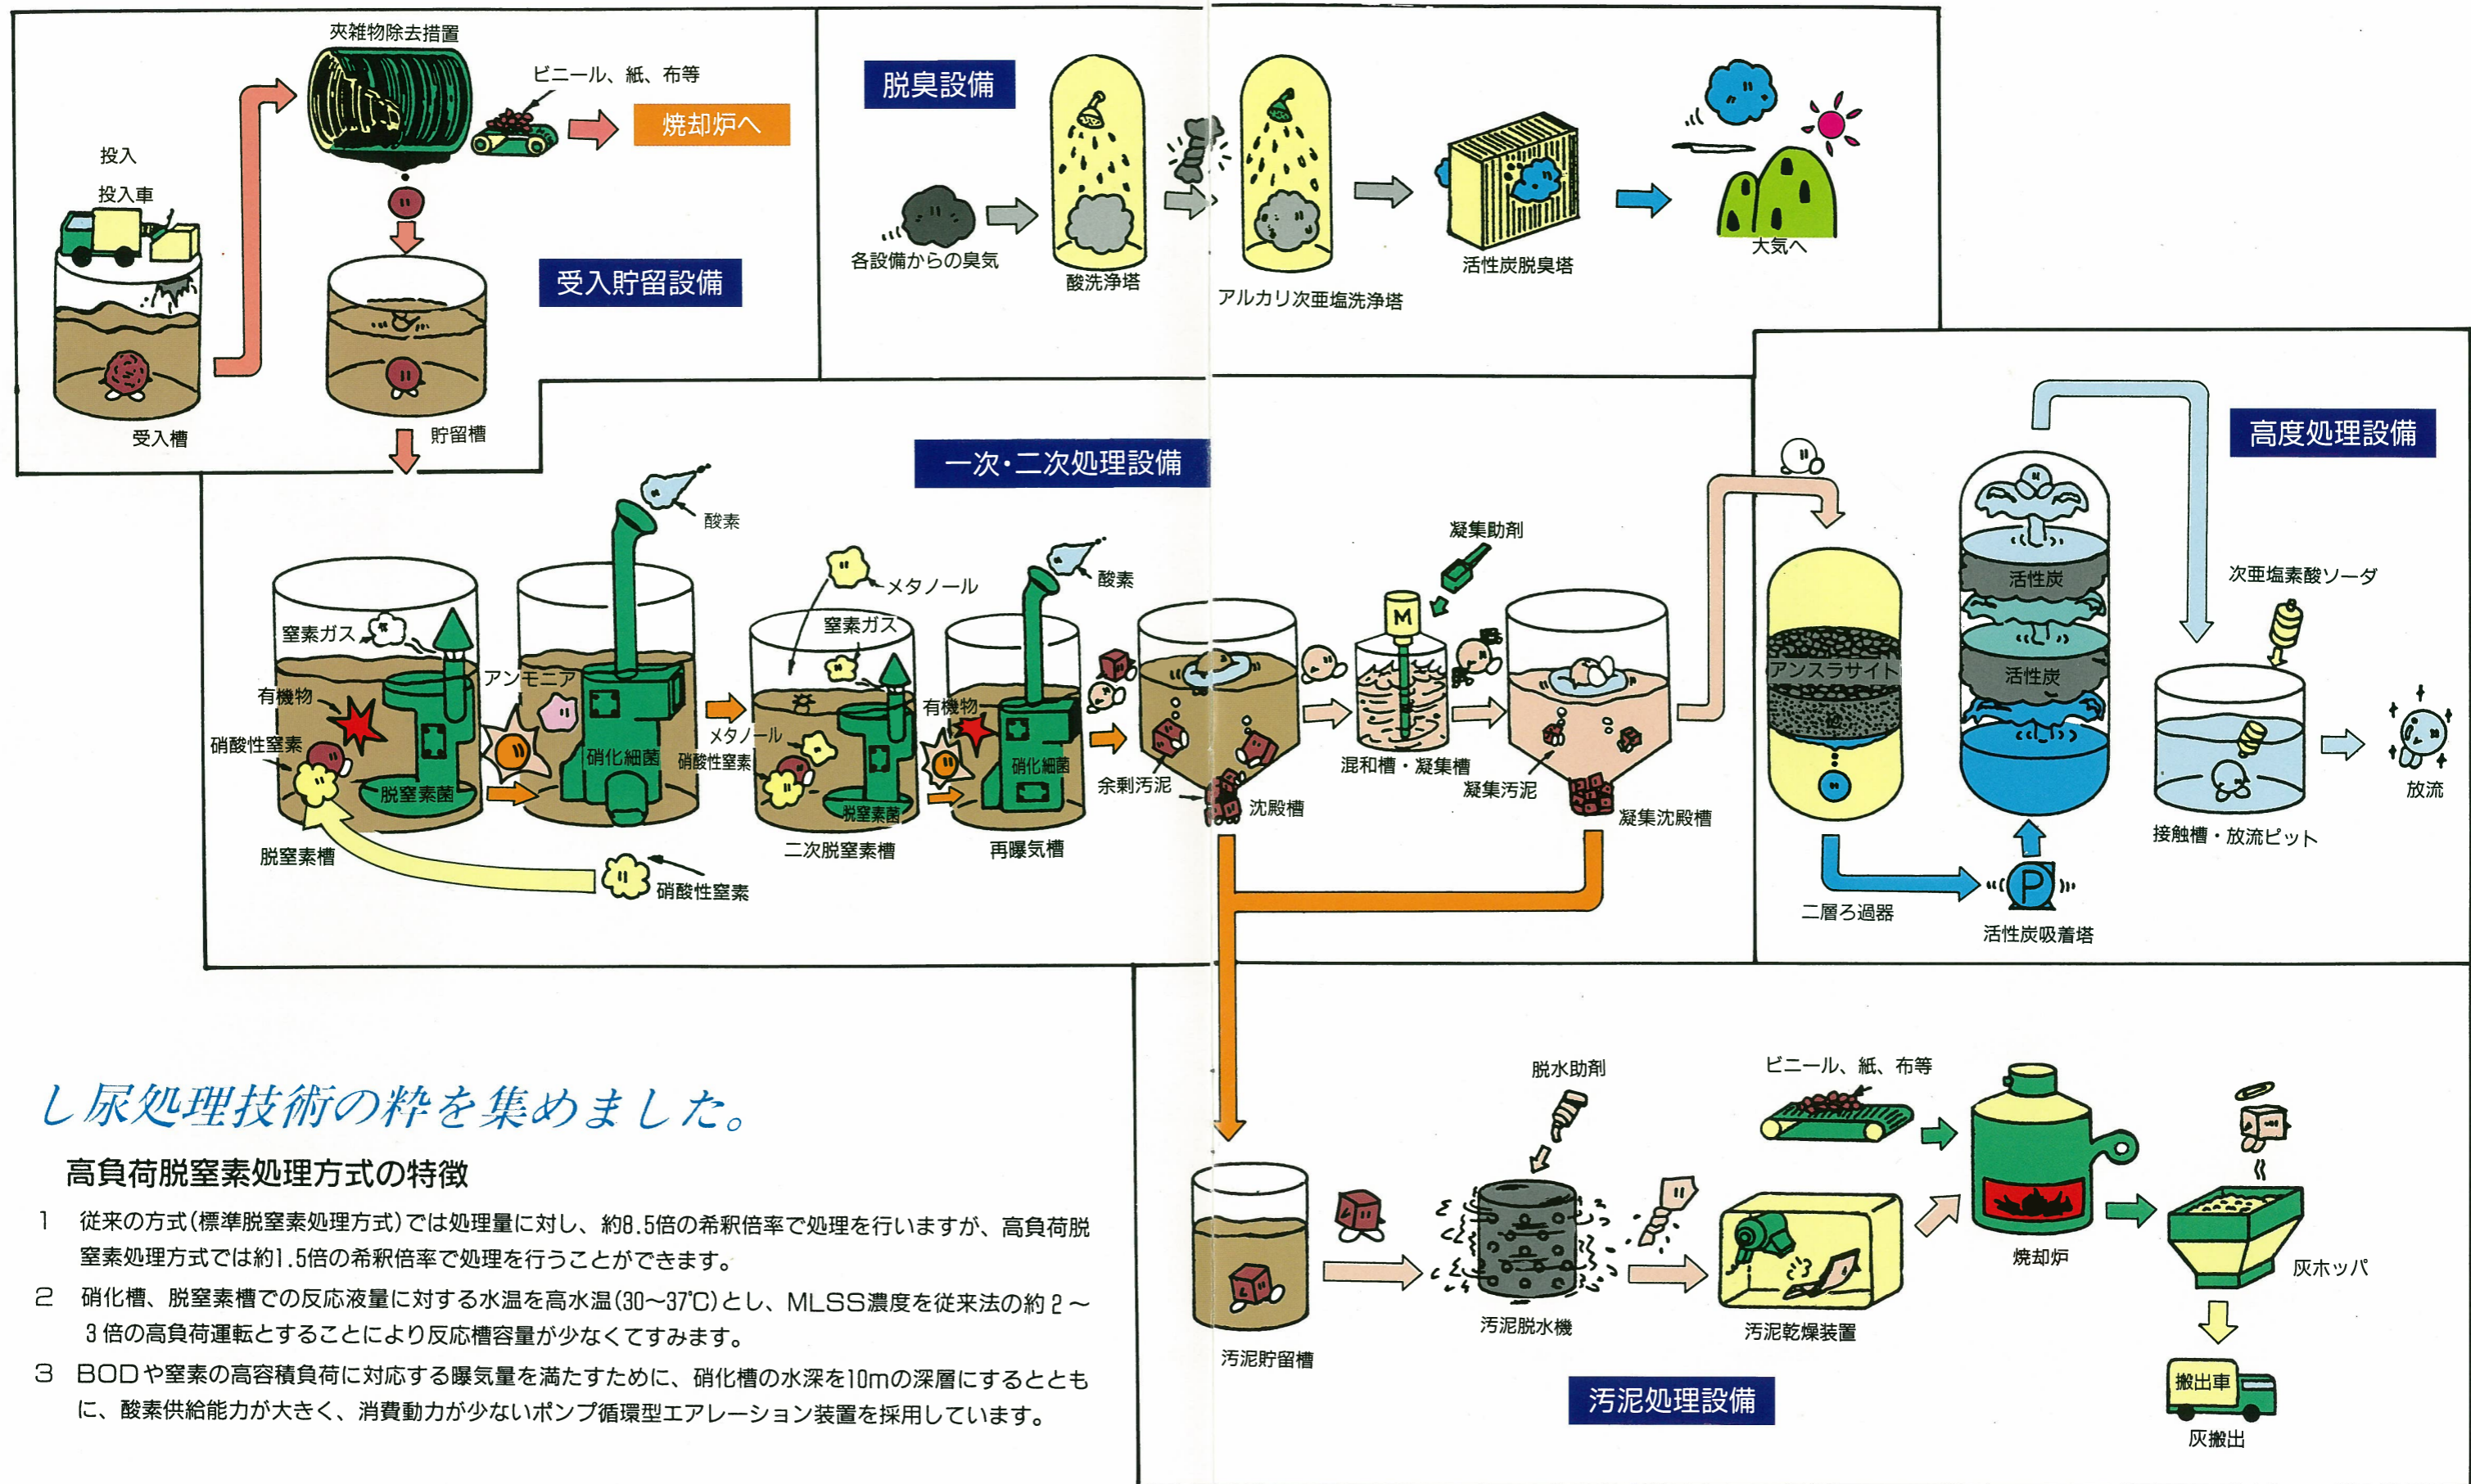 夾雑物除去措置
ビニール、紙、布等
焼却炉へ
投入
投入車
受入貯留設備
受入槽
貯留槽
脱臭設備
各設備からの臭気
酸洗浄塔
アルカリ次亜塩洗浄塔
活性炭脱臭塔
大気へ
一次・二次処理設備
酸素
窒素ガス
有機物
硝酸性窒素
脱窒素菌
脱窒素槽
アンモニア
硝化細菌
硝酸性窒素
メタノール
窒素ガス
メタノール
硝酸性窒素
脱窒素菌
二次脱窒素槽
酸素
有機物
硝化細菌
再曝気槽
余剰汚泥
沈殿槽
凝集助剤
M
混和槽・凝集槽
凝集汚泥
凝集沈殿槽
高度処理設備
アンスラサイト
二層ろ過器
活性炭
活性炭
P
活性炭吸着塔
次亜塩素酸ソーダ
接触槽・放流ピット
放流
し尿処理技術の粋を集めました。
高負荷脱窒素処理方式の特徴
1 従来の方式(標準脱窒素処理方式)では処理量に対し、約8.5倍の希釈倍率で処理を行いますが、高負荷脱
窒素処理方式では約1.5倍の希釈倍率で処理を行うことができます。
2 硝化槽、脱窒素槽での反応液量に対する水温を高水温(30〜37℃)とし、MLSS濃度を従来法の約2〜
3倍の高負荷運転とすることにより反応槽容量が少なくてすみます。
3 BODや窒素の高容積負荷に対応する曝気量を満たすために、硝化槽の水深を10mの深層にするととも
に、酸素供給能力が大きく、消費動力が少ないポンプ循環型エアレーション装置を採用しています。
汚泥貯留槽
脱水助剤
汚泥脱水機
汚泥乾燥装置
ビニール、紙、布等
焼却炉
灰ホッパ
搬出車
灰搬出
汚泥処理設備